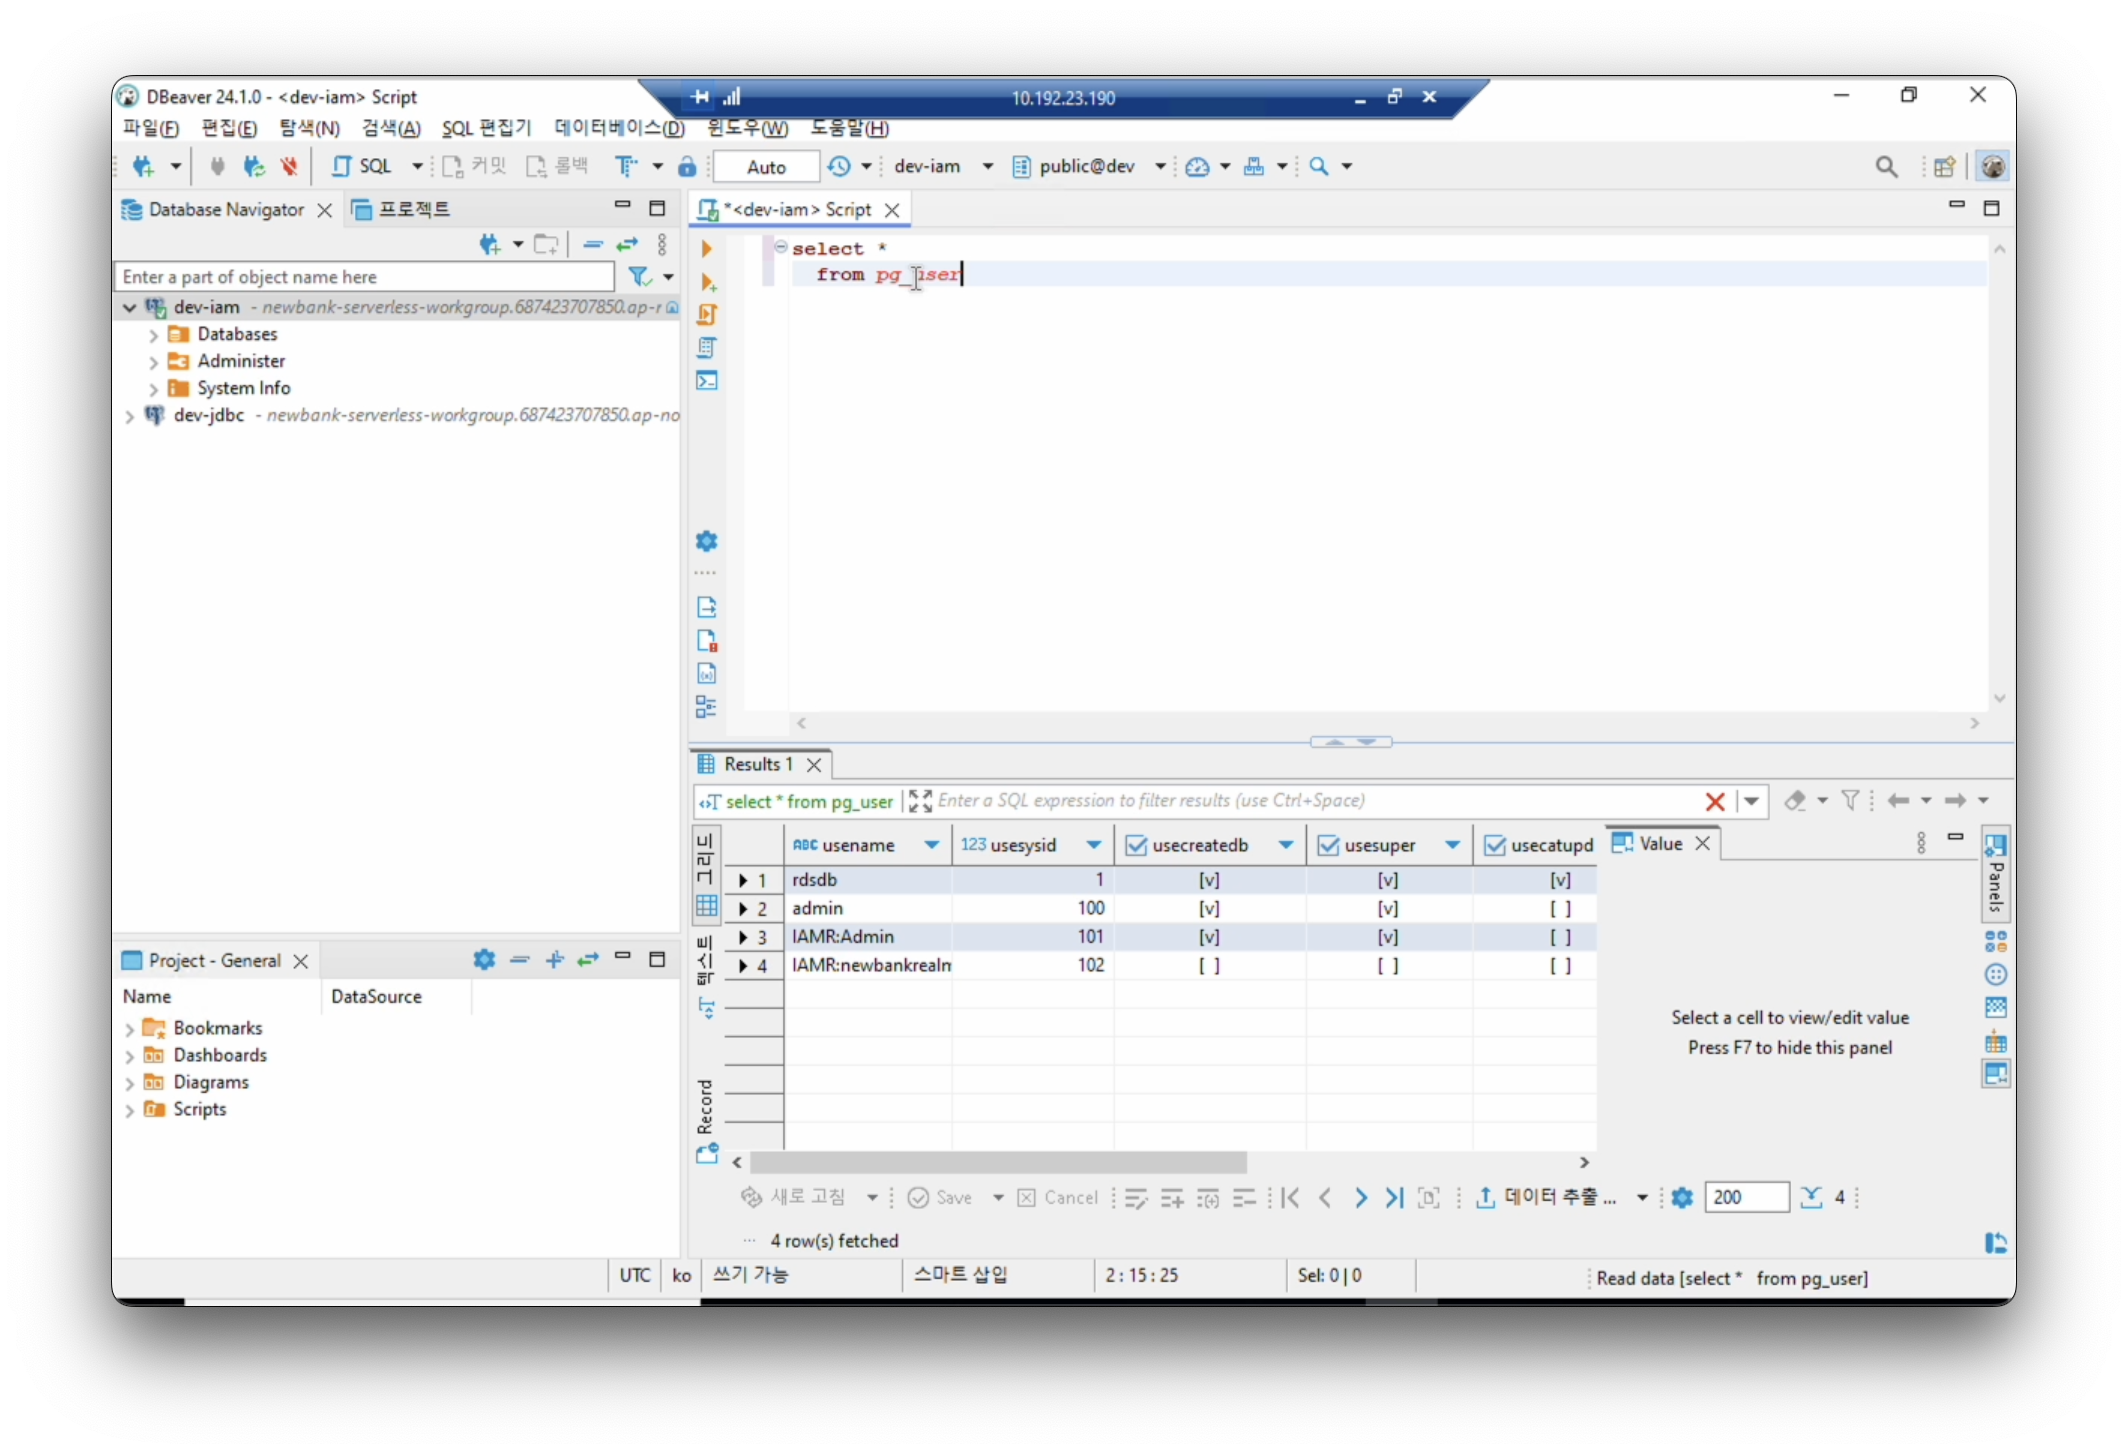 DBeaver 24.1.0 - <dev-iam> Script
10.192.23.190
파일(F) 편집(E) 탐색(N) 검색(A) SQL 편집기 데이터베이스(D) 윈도우(W) 도움말(H)
SQL 커밋 롤백 Auto dev-iam public@dev
Database Navigator 프로젝트
Enter a part of object name here
dev-iam - newbank-serverless-workgroup.687423707850.ap-r
Databases
Administer
System Info
dev-jdbc - newbank-serverless-workgroup.687423707850.ap-no
Project - General
Name DataSource
Bookmarks
Dashboards
Diagrams
Scripts
*<dev-iam> Script
select *
from pg_user
Results 1
select * from pg_user Enter a SQL expression to filter results (use Ctrl+Space)
그리드
텍스트
Record
ABC usename 123 usesysid usecreatedb usesuper usecatupd
1 rdsdb 1 [v] [v] [v]
2 admin 100 [v] [v] [ ]
3 IAMR:Admin 101 [v] [v] [ ]
4 IAMR:newbankrealm 102 [ ] [ ] [ ]
Value
Select a cell to view/edit value
Press F7 to hide this panel
Panels
새로 고침 Save Cancel 데이터 추출 ... 200 4
... 4 row(s) fetched
UTC ko 쓰기 가능 스마트 삽입 2 : 15 : 25 Sel: 0 | 0 Read data [select * from pg_user]